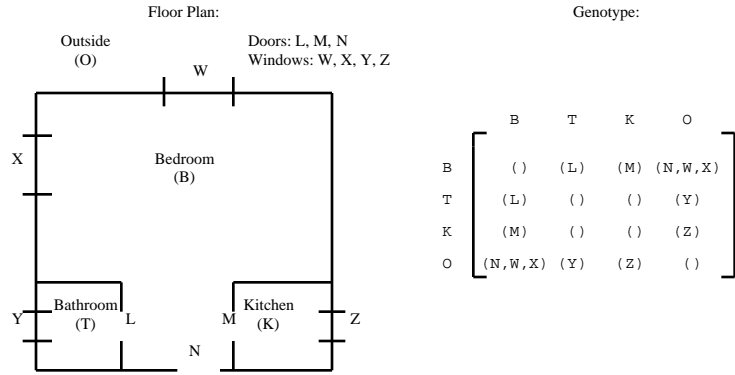 Floor Plan:
Outside
(O)
Doors: L, M, N
Windows: W, X, Y, Z
W
X
Bedroom
(B)
Bathroom
(T)
Y
L
Kitchen
(K)
M
Z
N
Genotype:
B T K O
B () (L) (M) (N,W,X)
T (L) () () (Y)
K (M) () () (Z)
O (N,W,X) (Y) (Z) ()